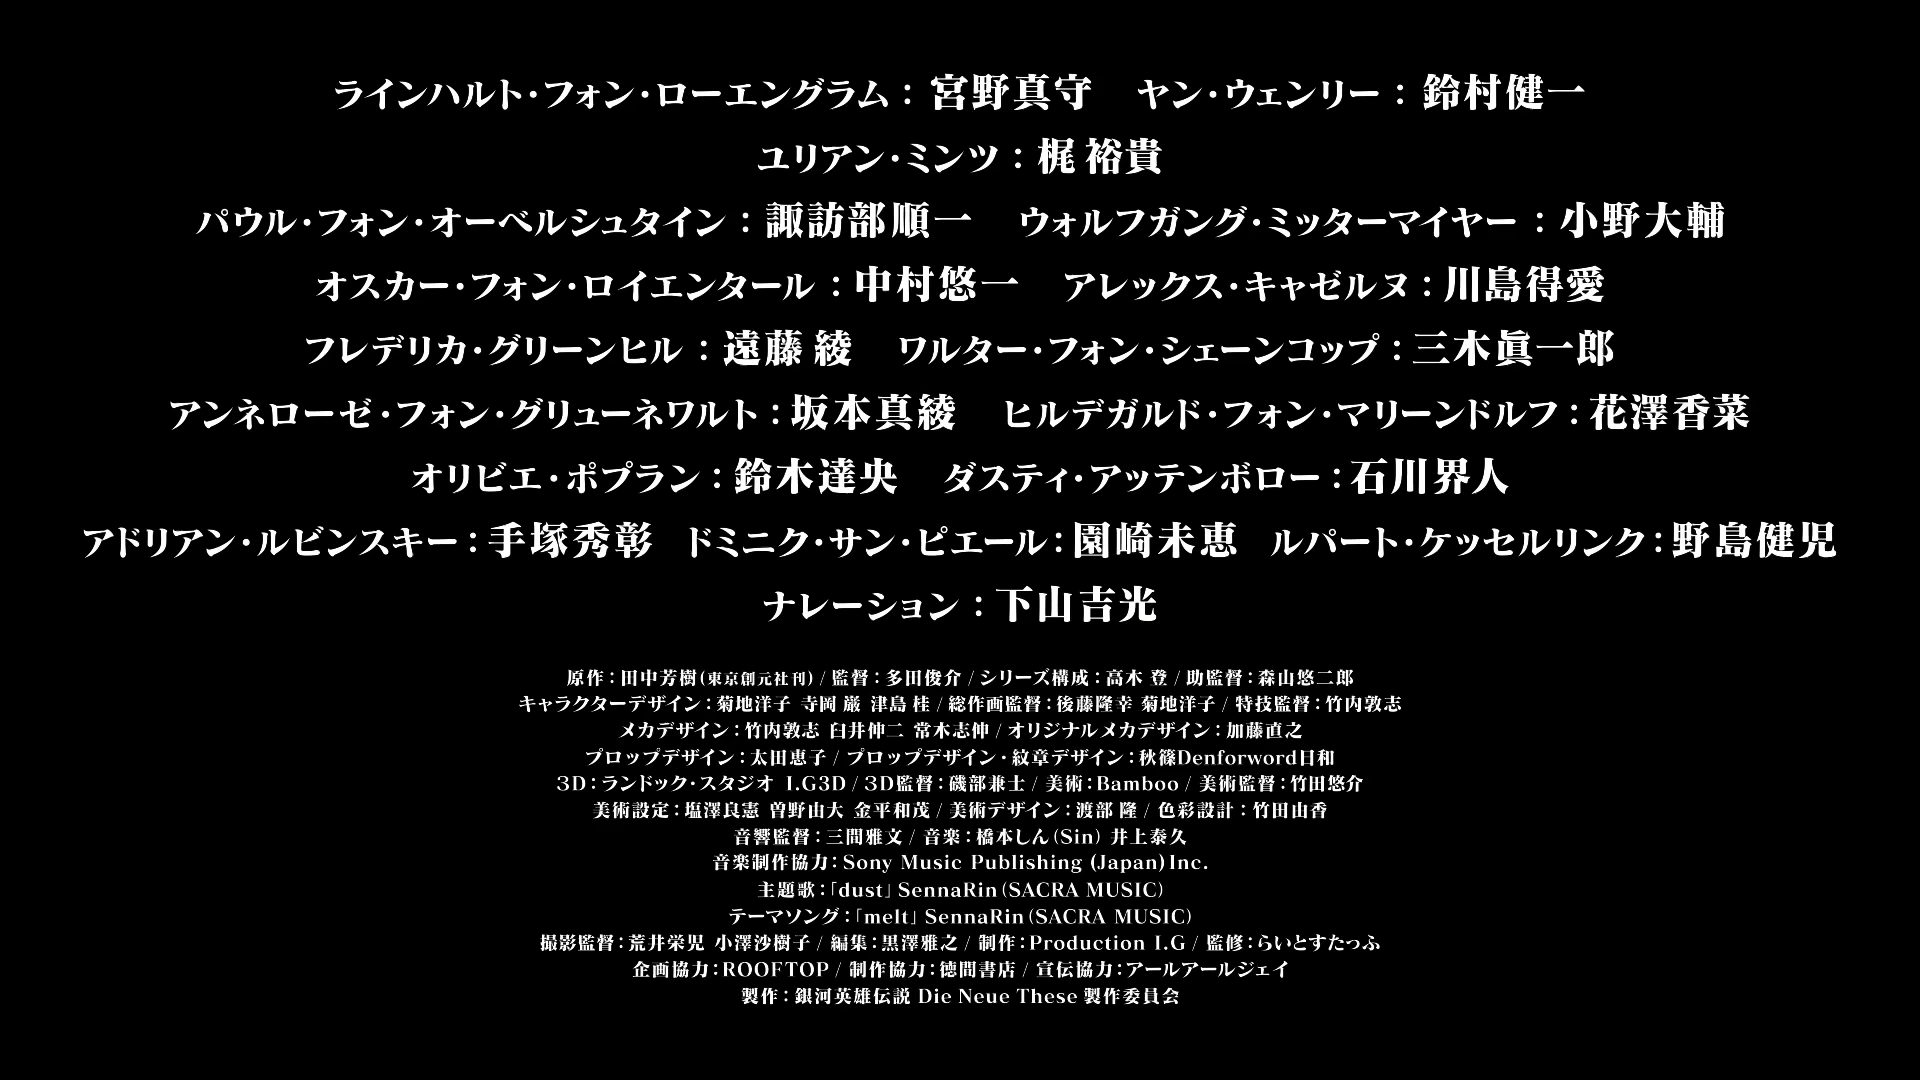 ラインハルト・フォン・ローエングラム：宮野真守　ヤン・ウェンリー：鈴村健一
ユリアン・ミンツ：梶 裕貴
パウル・フォン・オーベルシュタイン：諏訪部順一　ウォルフガング・ミッターマイヤー：小野大輔
オスカー・フォン・ロイエンタール：中村悠一　アレックス・キャゼルヌ：川島得愛
フレデリカ・グリーンヒル：遠藤 綾　ワルター・フォン・シェーンコップ：三木眞一郎
アンネローゼ・フォン・グリューネワルト：坂本真綾　ヒルデガルド・フォン・マリーンドルフ：花澤香菜
オリビエ・ポプラン：鈴木達央　ダスティ・アッテンボロー：石川界人
アドリアン・ルビンスキー：手塚秀彰　ドミニク・サン・ピエール：園崎未恵　ルパート・ケッセルリンク：野島健児
ナレーション：下山吉光
原作：田中芳樹（東京創元社刊） / 監督：多田俊介 / シリーズ構成：高木 登 / 助監督：森山悠二郎
キャラクターデザイン：菊地洋子 寺岡 巌 津島 桂 / 総作画監督：後藤隆幸 菊地洋子 / 特技監督：竹内敦志
メカデザイン：竹内敦志 臼井伸二 常木志伸 / オリジナルメカデザイン：加藤直之
プロップデザイン：太田恵子 / プロップデザイン・紋章デザイン：秋篠Denforword日和
3D：ランドック・スタジオ I.G3D / 3D監督：磯部兼士 / 美術：Bamboo / 美術監督：竹田悠介
美術設定：塩澤良憲 曽野由大 金平和茂 / 美術デザイン：渡部 隆 / 色彩設計：竹田由香
音響監督：三間雅文 / 音楽：橋本しん（Sin） 井上泰久
音楽制作協力：Sony Music Publishing (Japan) Inc.
主題歌：「dust」SennaRin（SACRA MUSIC）
テーマソング：「melt」SennaRin（SACRA MUSIC）
撮影監督：荒井栄児 小澤沙樹子 / 編集：黒澤雅之 / 制作：Production I.G / 監修：らいとすたっふ
企画協力：ROOFTOP / 制作協力：徳間書店 / 宣伝協力：アールアールジェイ
製作：銀河英雄伝説 Die Neue These 製作委員会